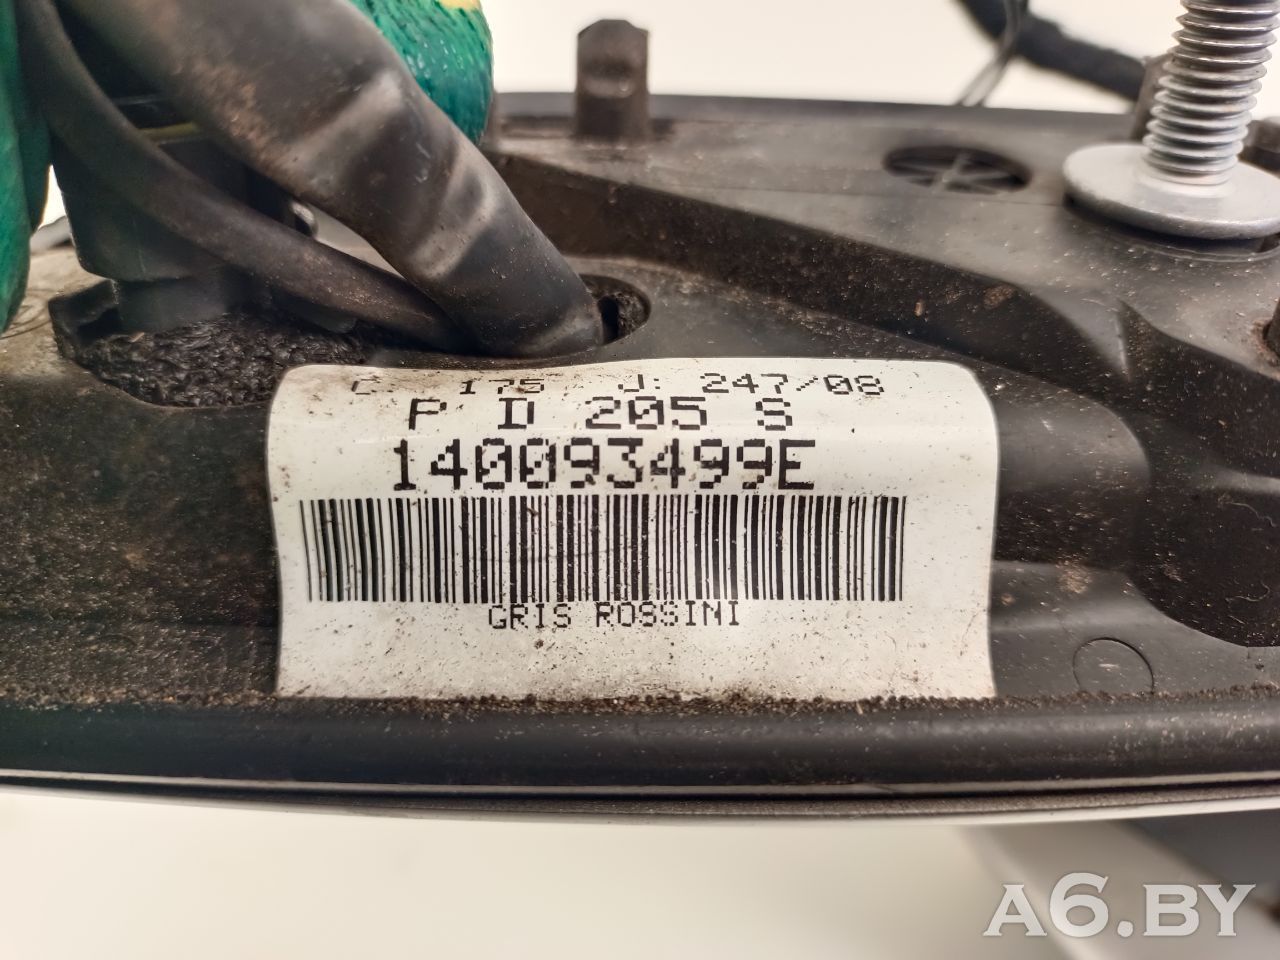 C: 175 J: 247/08
P D 205 S
140093499E
GRIS ROSSINI
A6.BY